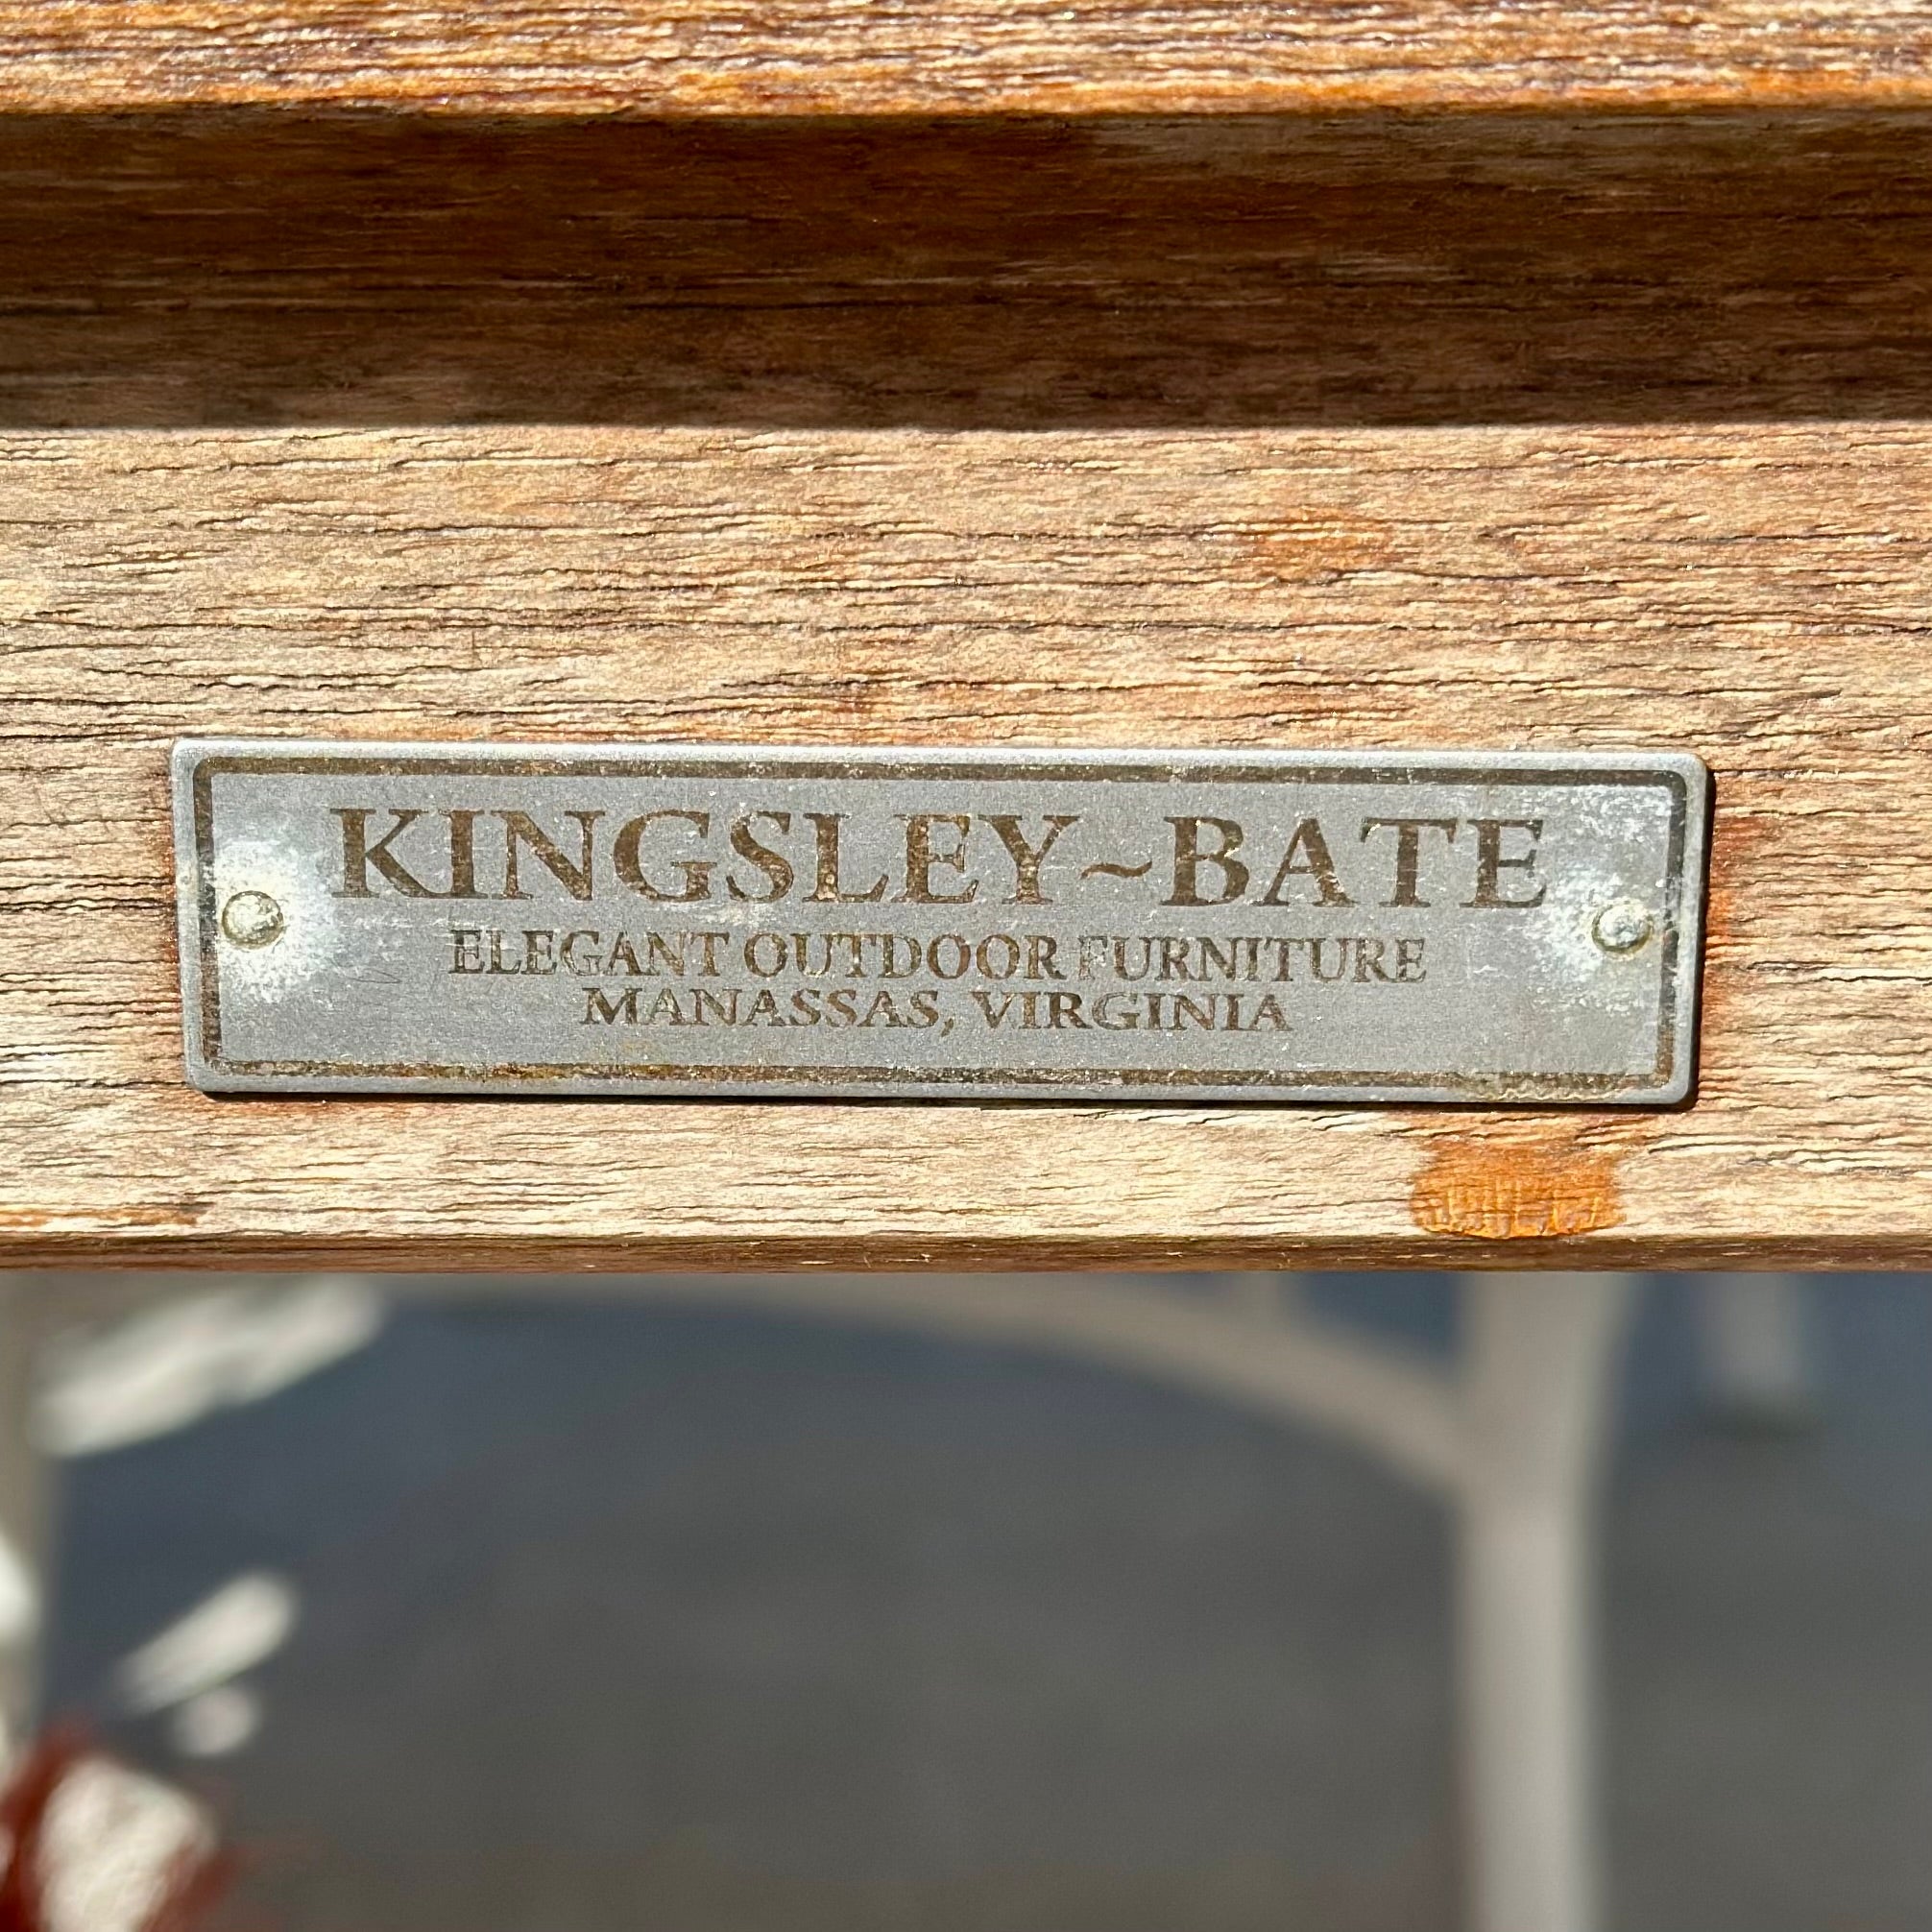 KINGSLEY~BATE
ELEGANT OUTDOOR FURNITURE
MANASSAS, VIRGINIA